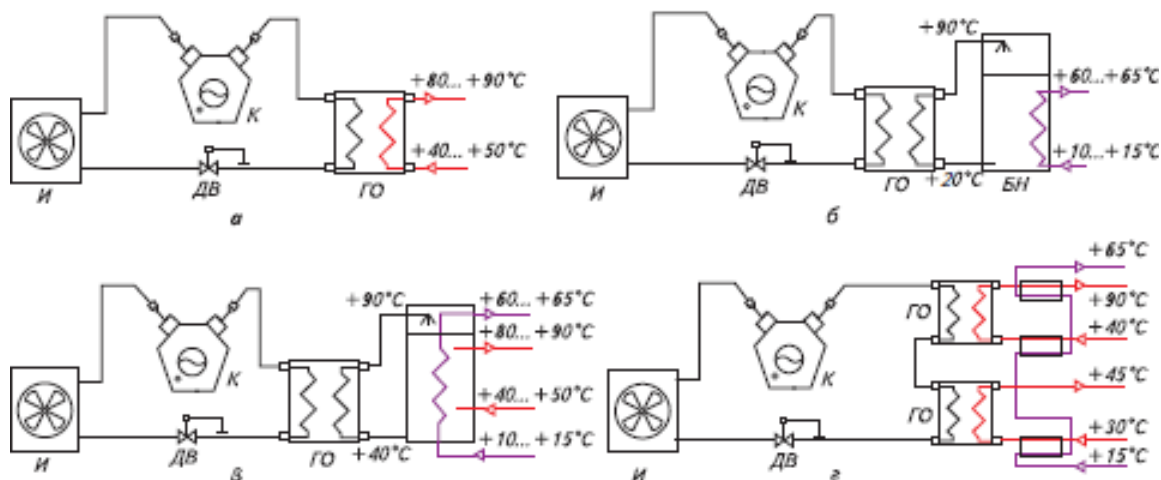 +80... +90°C
К
+40... +50°C
И
ДВ
ГО
а
+90°C
+60... +65°C
К
+10... +15°C
И
ДВ
ГО
+20°C
БН
б
+90°C
+60... +65°C
+80... +90°C
К
+40... +50°C
+10... +15°C
И
ДВ
ГО
+40°C
в
+65°C
ГО
+90°C
К
+40°C
+45°C
ГО
+30°C
И
ДВ
+15°C
г